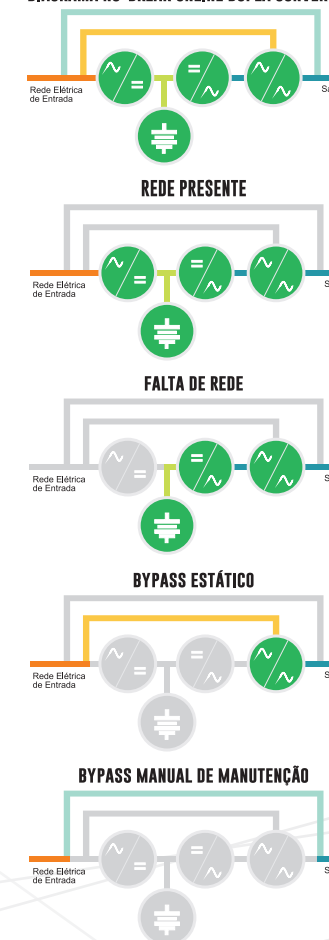 Rede Elétrica
de Entrada
REDE PRESENTE
Rede Elétrica
de Entrada
FALTA DE REDE
Rede Elétrica
de Entrada
BYPASS ESTÁTICO
Rede Elétrica
de Entrada
BYPASS MANUAL DE MANUTENÇÃO
Rede Elétrica
de Entrada